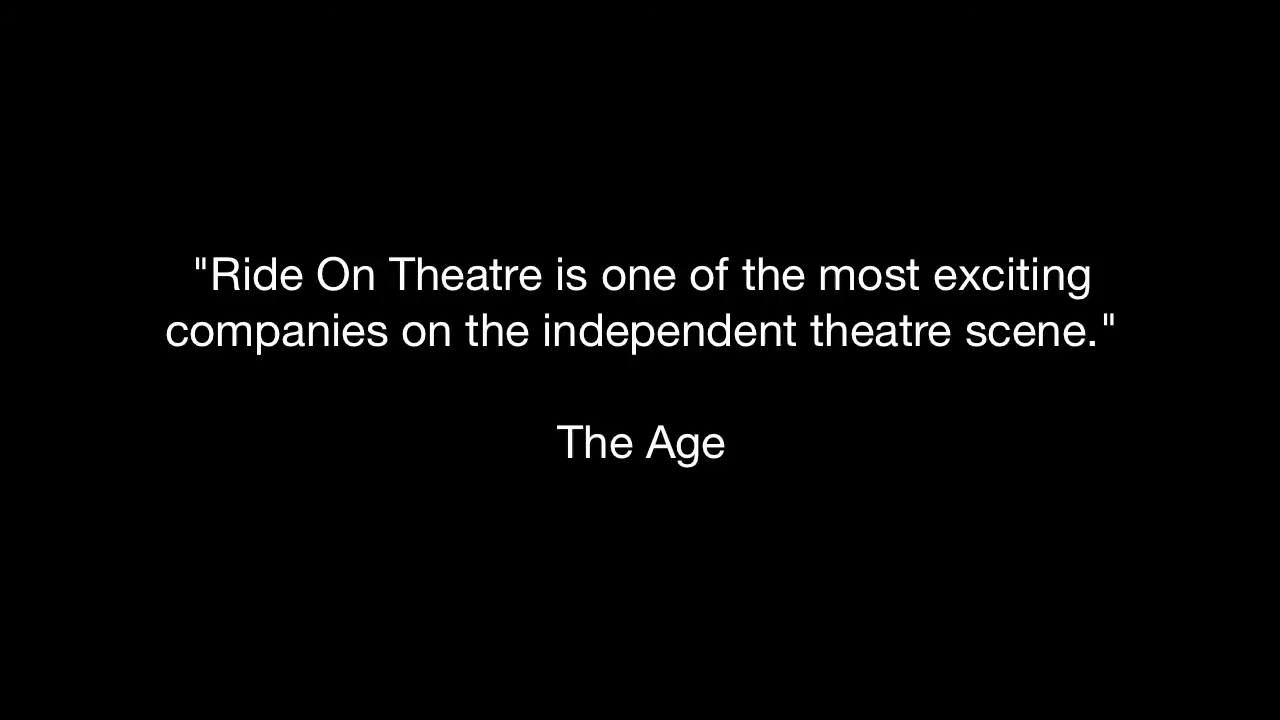 "Ride On Theatre is one of the most exciting
companies on the independent theatre scene."
The Age